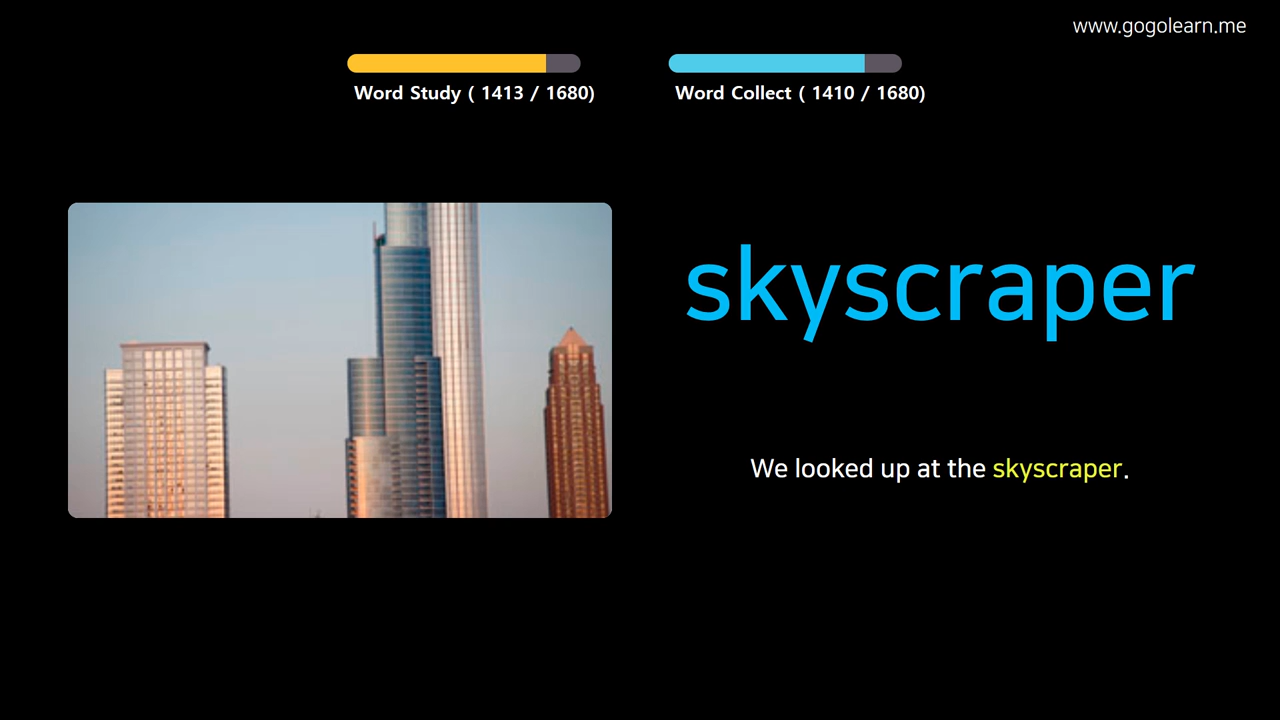 www.gogolearn.me
Word Study ( 1413 / 1680)
Word Collect ( 1410 / 1680)
skyscraper
We looked up at the skyscraper.